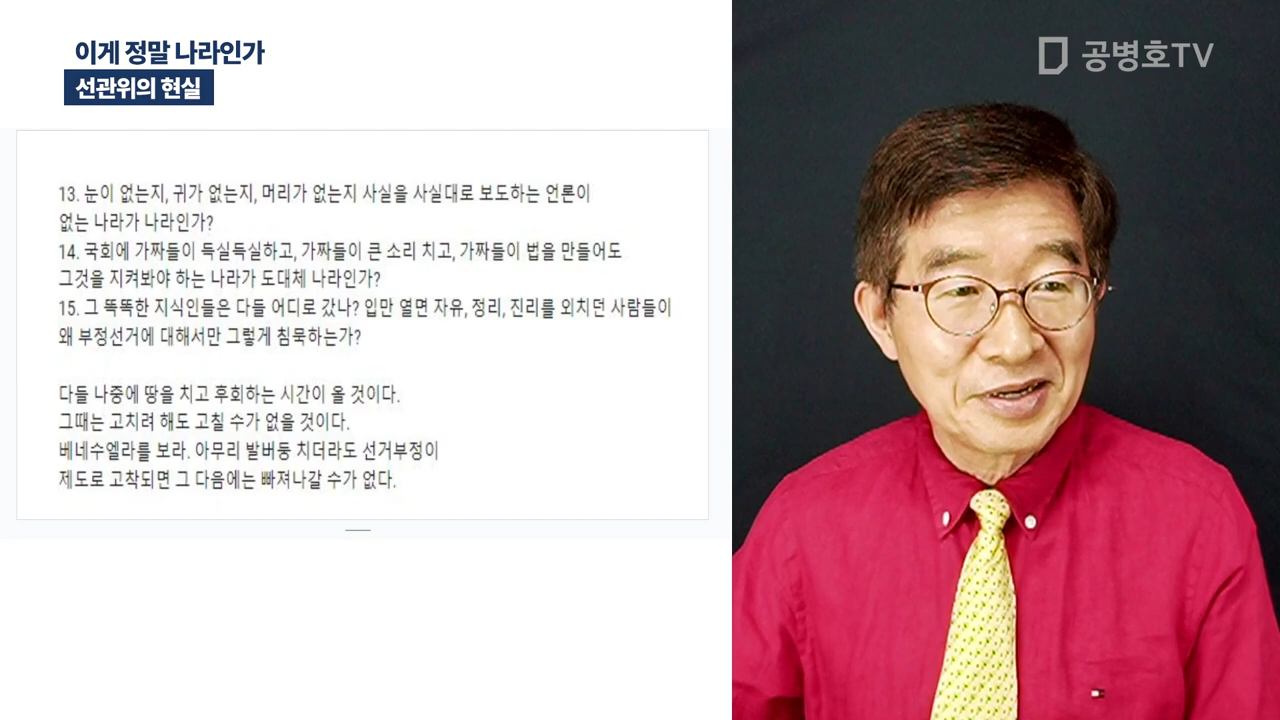 이게 정말 나라인가
선관위의 현실
공병호TV
13. 눈이 없는지, 귀가 없는지, 머리가 없는지 사실을 사실대로 보도하는 언론이
없는 나라가 나라인가?
14. 국회에 가짜들이 득실득실하고, 가짜들이 큰 소리 치고, 가짜들이 법을 만들어도
그것을 지켜봐야 하는 나라가 도대체 나라인가?
15. 그 똑똑한 지식인들은 다들 어디로 갔나? 입만 열면 자유, 정리, 진리를 외치던 사람들이
왜 부정선거에 대해서만 그렇게 침묵하는가?
다들 나중에 땅을 치고 후회하는 시간이 올 것이다.
그때는 고치려 해도 고칠 수가 없을 것이다.
베네수엘라를 보라. 아무리 발버둥 치더라도 선거부정이
제도로 고착되면 그 다음에는 빠져나갈 수가 없다.